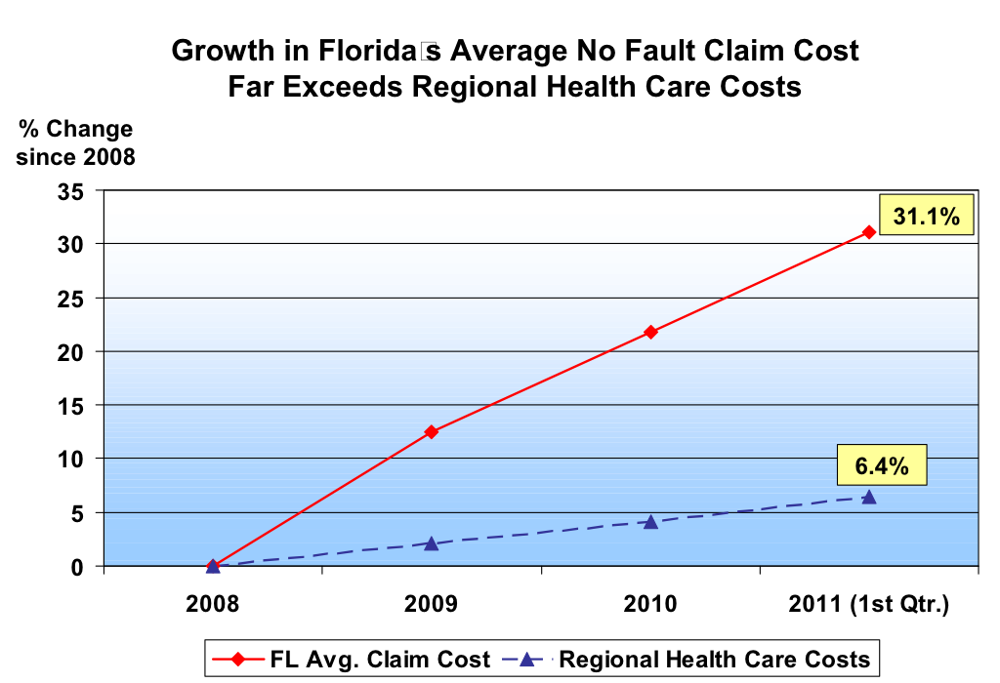 Growth in Florida□s Average No Fault Claim Cost
Far Exceeds Regional Health Care Costs
% Change
since 2008
35
31.1%
30
25
20
15
10
6.4%
5
0
2008 2009 2010 2011 (1st Qtr.)
FL Avg. Claim Cost Regional Health Care Costs